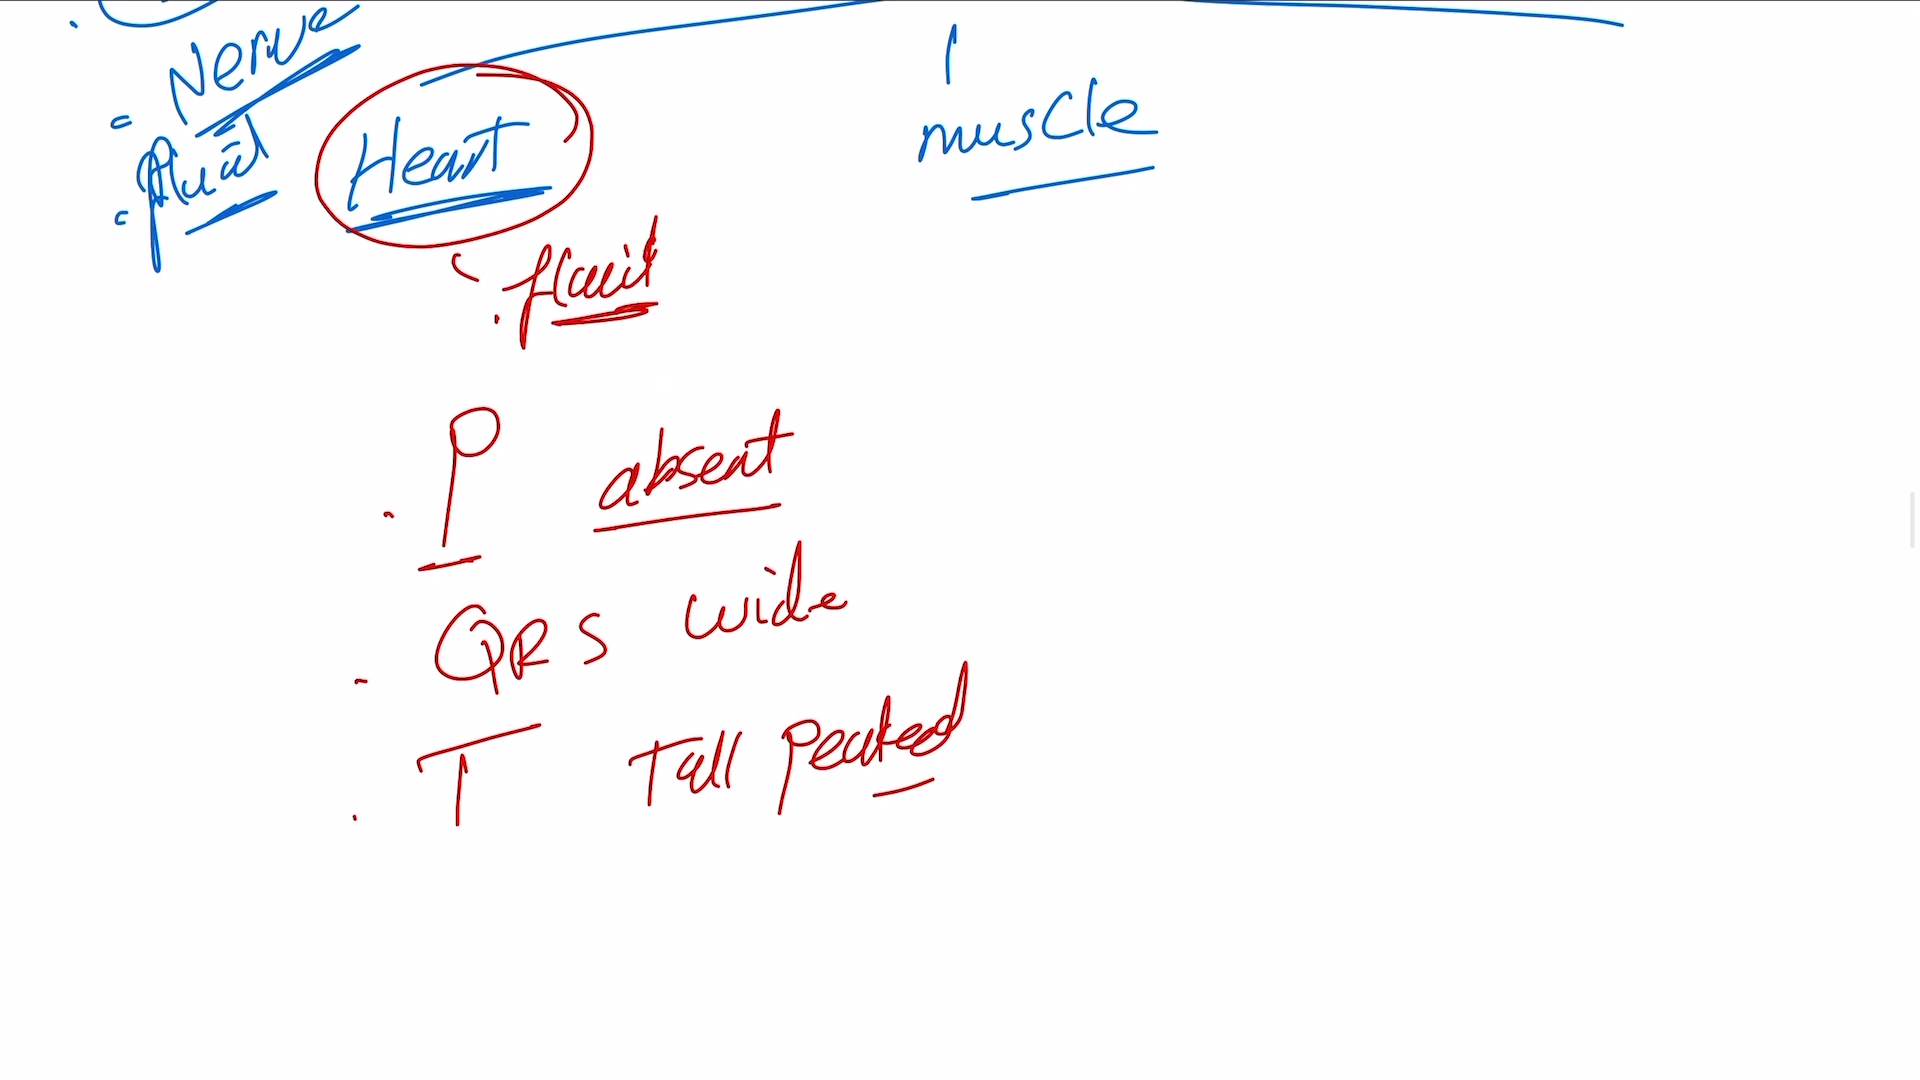 Nerve
fluid
Heart
muscle
fluid
P absent
QRS wide
T Tall Peaked